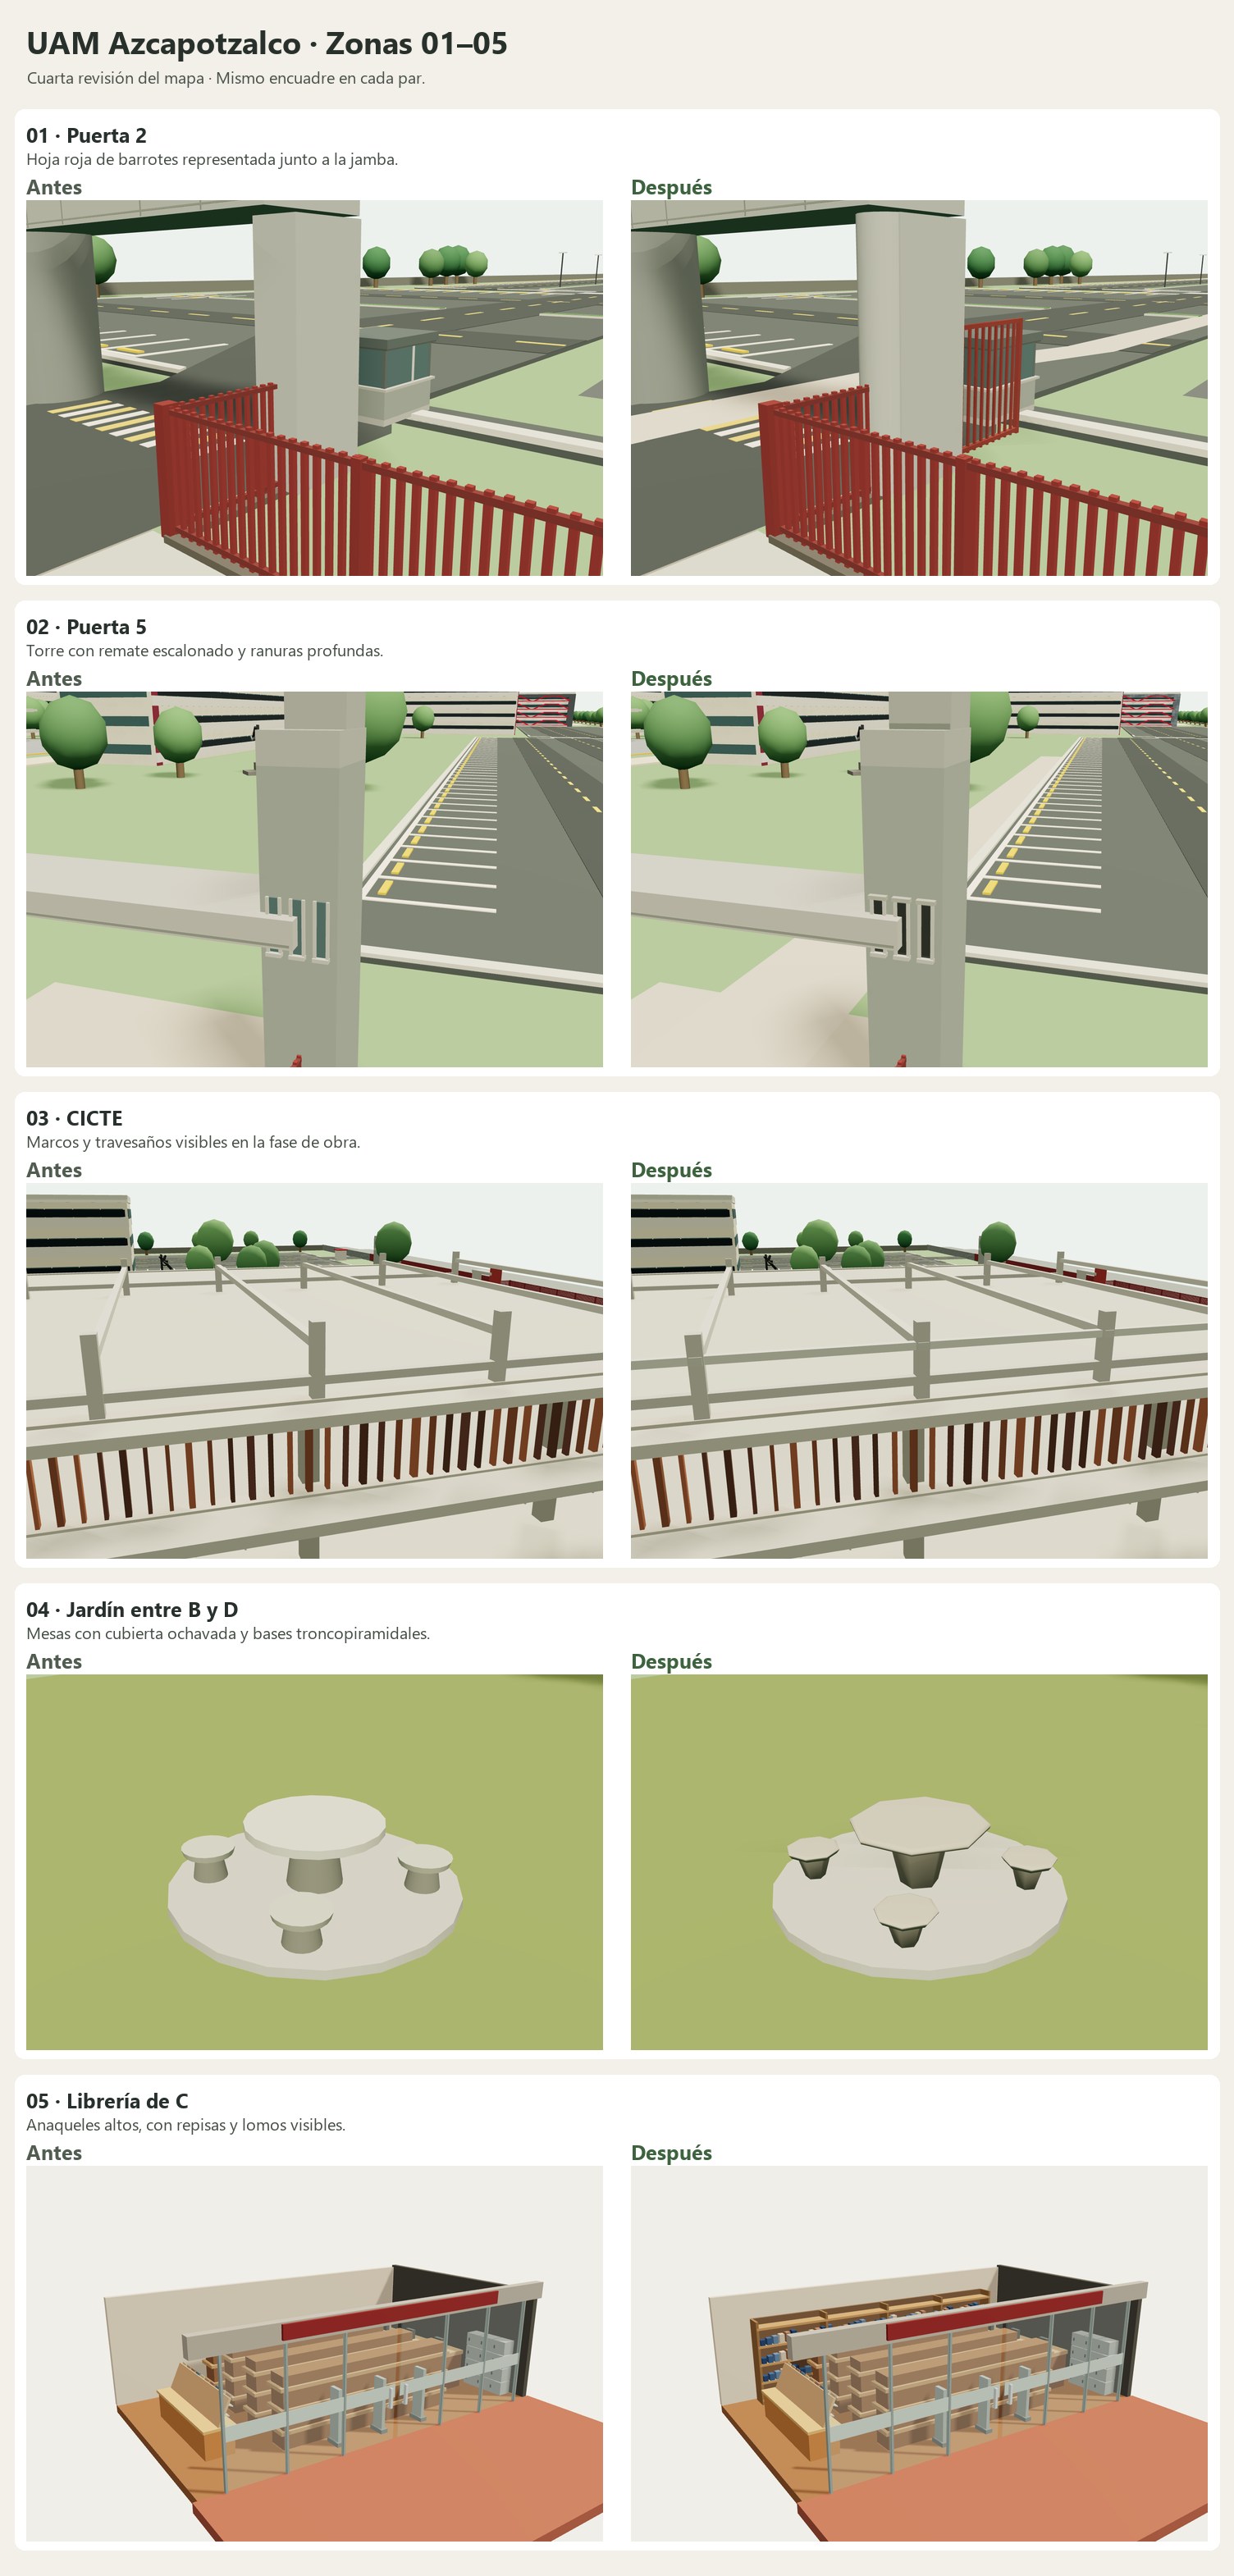 UAM Azcapotzalco · Zonas 01–05
Cuarta revisión del mapa · Mismo encuadre en cada par.
01 · Puerta 2
Hoja roja de barrotes representada junto a la jamba.
Antes
Después
02 · Puerta 5
Torre con remate escalonado y ranuras profundas.
Antes
Después
03 · CICTE
Marcos y travesaños visibles en la fase de obra.
Antes
Después
04 · Jardín entre B y D
Mesas con cubierta ochavada y bases troncopiramidales.
Antes
Después
05 · Librería de C
Anaqueles altos, con repisas y lomos visibles.
Antes
Después